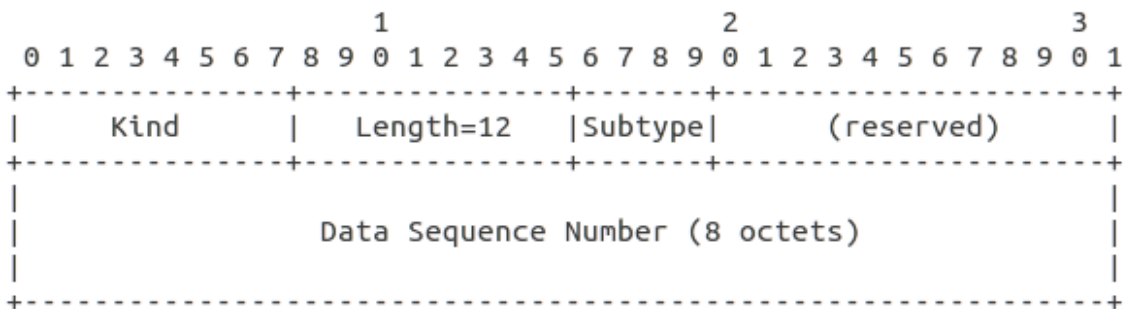 1                   2                   3
 0 1 2 3 4 5 6 7 8 9 0 1 2 3 4 5 6 7 8 9 0 1 2 3 4 5 6 7 8 9 0 1
+---------------+---------------+-------+----------------------+
|     Kind      |   Length=12   |Subtype|      (reserved)      |
+---------------+---------------+-------+----------------------+
|                                                              |
|                 Data Sequence Number (8 octets)              |
|                                                              |
+--------------------------------------------------------------+